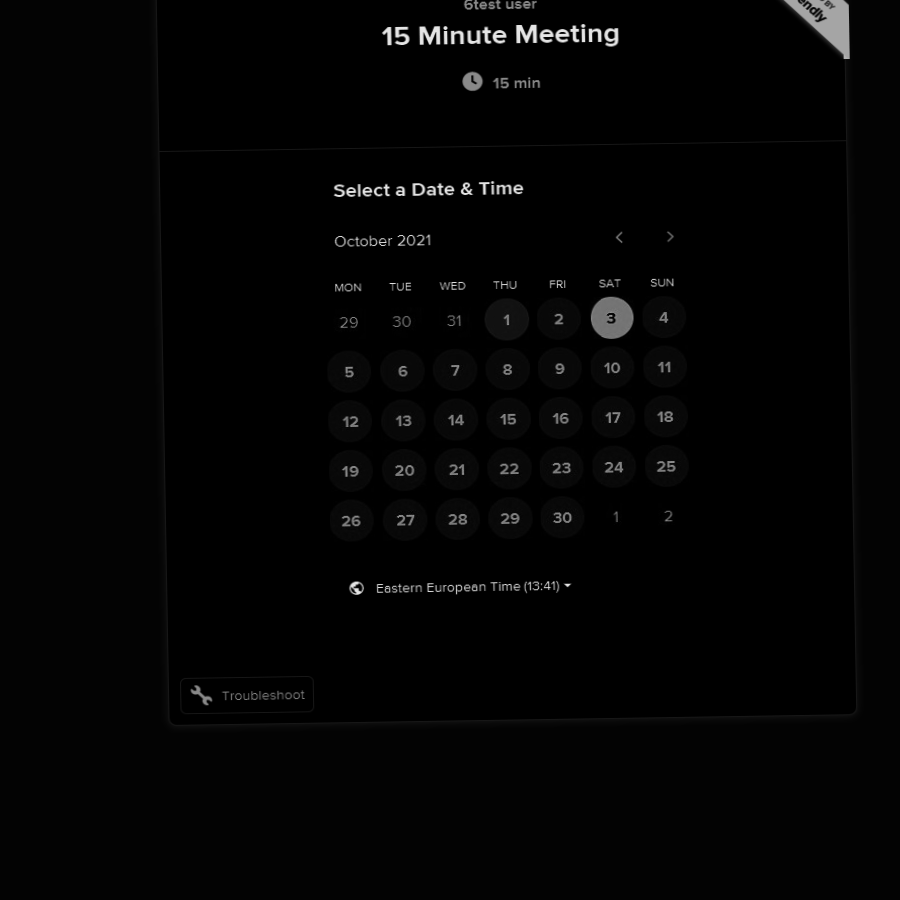 6test user
15 Minute Meeting
15 min
endly
Select a Date & Time
October 2021
MON TUE WED THU FRI SAT SUN
29 30 31 1 2 3 4
5 6 7 8 9 10 11
12 13 14 15 16 17 18
19 20 21 22 23 24 25
26 27 28 29 30 1 2
Eastern European Time (13:41)
Troubleshoot